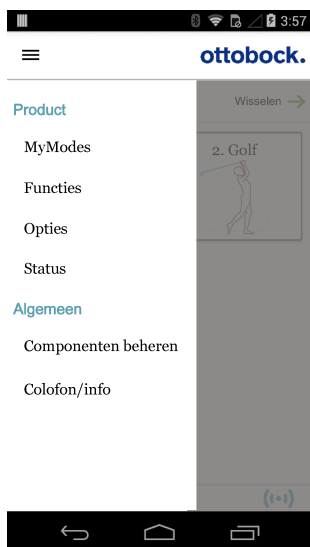 3:57
ottobock.
Product
Wisselen
MyModes
2. Golf
Functies
Opties
Status
Algemeen
Componenten beheren
Colofon/info